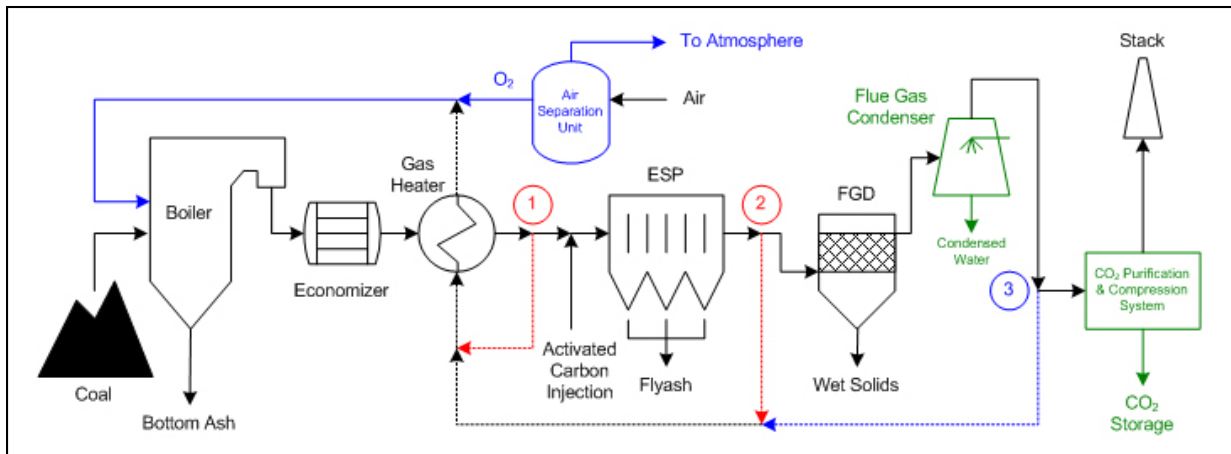 To Atmosphere
Stack
O₂
Air
Separation
Unit
Air
Flue Gas
Condenser
Gas
Heater
ESP
FGD
Boiler
1
2
Economizer
Condensed
Water
3
CO₂ Purification
& Compression
System
Coal
Bottom Ash
Activated
Carbon
Injection
Flyash
Wet Solids
CO₂
Storage